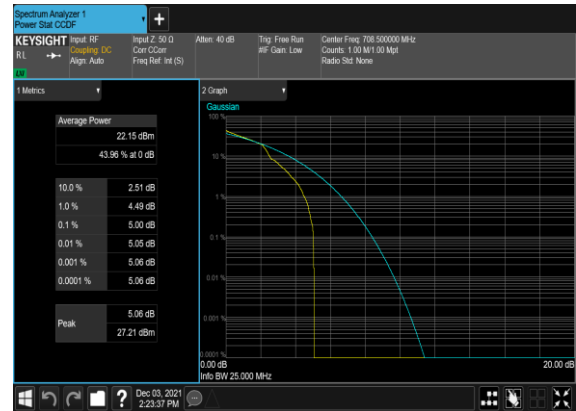 Spectrum Analyzer 1
Power Stat CCDF
+
KEYSIGHT
RL
Input: RF
Coupling: DC
Align: Auto
Input Z: 50 Ω
Corr CCorr
Freq Ref: Int (S)
Atten: 40 dB
Trig: Free Run
#IF Gain: Low
Center Freq: 708.500000 MHz
Counts: 1.00 M/1.00 Mpt
Radio Std: None
1 Metrics
Average Power
22.15 dBm
43.96 % at 0 dB
10.0 % 2.51 dB
1.0 % 4.49 dB
0.1 % 5.00 dB
0.01 % 5.05 dB
0.001 % 5.06 dB
0.0001 % 5.06 dB
Peak
5.06 dB
27.21 dBm
2 Graph
Gaussian
100 %
10 %
1 %
0.1 %
0.01 %
0.001 %
0.0001 %
0.00 dB
20.00 dB
Info BW 25.000 MHz
?
Dec 03, 2021
2:23:37 PM